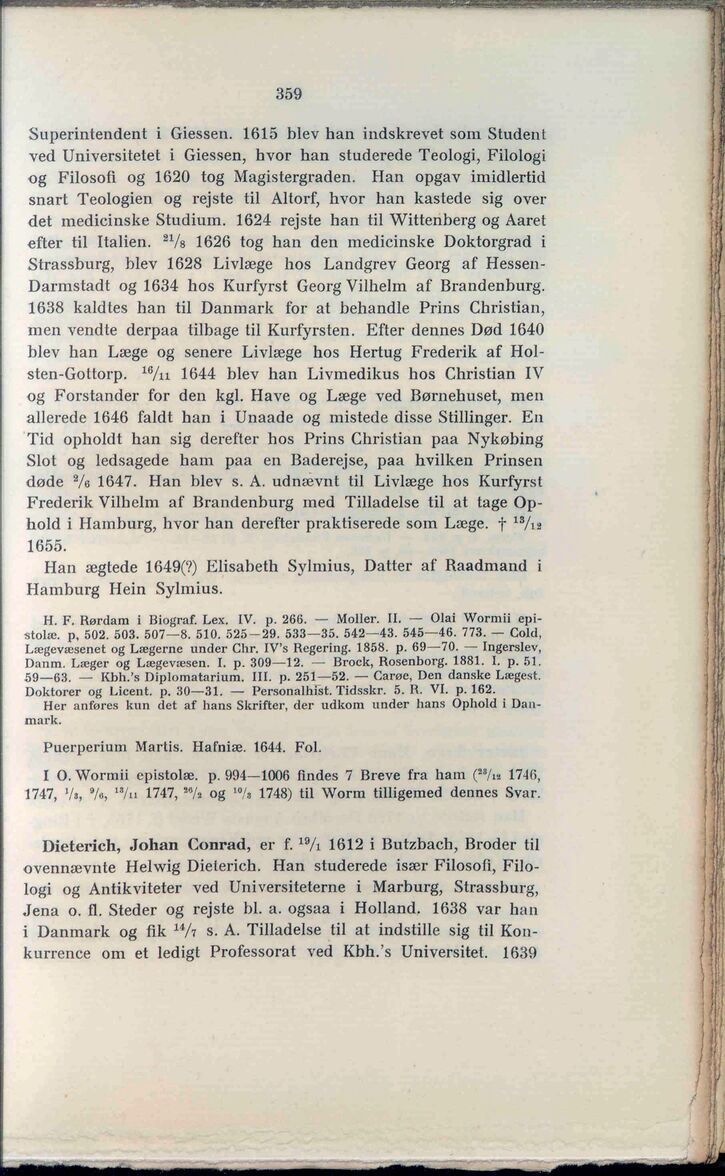 359
Superintendent i Giessen. 1615 blev han indskrevet som Student
ved Universitetet i Giessen, hvor han studerede Teologi, Filologi
og Filosofi og 1620 tog Magistergraden. Han opgav imidlertid
snart Teologien og rejste til Altorf, hvor han kastede sig over
det medicinske Studium. 1624 rejste han til Wittenberg og Aaret
efter til Italien. ²¹/₈ 1626 tog han den medicinske Doktorgrad i
Strassburg, blev 1628 Livlæge hos Landgrev Georg af Hessen-
Darmstadt og 1634 hos Kurfyrst Georg Vilhelm af Brandenburg.
1638 kaldtes han til Danmark for at behandle Prins Christian,
men vendte derpaa tilbage til Kurfyrsten. Efter dennes Død 1640
blev han Læge og senere Livlæge hos Hertug Frederik af Hol-
sten-Gottorp. ¹⁶/₁₁ 1644 blev han Livmedikus hos Christian IV
og Forstander for den kgl. Have og Læge ved Børnehuset, men
allerede 1646 faldt han i Unaade og mistede disse Stillinger. En
Tid opholdt han sig derefter hos Prins Christian paa Nykøbing
Slot og ledsagede ham paa en Baderejse, paa hvilken Prinsen
døde ²/₆ 1647. Han blev s. A. udnævnt til Livlæge hos Kurfyrst
Frederik Vilhelm af Brandenburg med Tilladelse til at tage Op-
hold i Hamburg, hvor han derefter praktiserede som Læge. † ¹³/₁₂
1655.
Han ægtede 1649(?) Elisabeth Sylmius, Datter af Raadmand i
Hamburg Hein Sylmius.
H. F. Rørdam i Biograf. Lex. IV. p. 266. — Moller. II. — Olai Wormii epi-
stolæ. p. 502. 503. 507—8. 510. 525—29. 533—35. 542—43. 545—46. 773. — Cold,
Lægevæsenet og Lægerne under Chr. IV's Regering. 1858. p. 69—70. — Ingerslev,
Danm. Læger og Lægevæsen. I. p. 309—12. — Brock, Rosenborg. 1881. I. p. 51.
59—63. — Kbh.'s Diplomatarium. III. p. 251—52. — Carøe, Den danske Lægest.
Doktorer og Licent. p. 30—31. — Personalhist. Tidsskr. 5. R. VI. p. 162.
Her anføres kun det af hans Skrifter, der udkom under hans Ophold i Dan-
mark.
Puerperium Martis. Hafniæ. 1644. Fol.
I O. Wormii epistolæ. p. 994—1006 findes 7 Breve fra ham (²³/₁₂ 1746,
1747, ¹/₃, ⁹/₆, ¹³/₁₁ 1747, ²⁶/₂ og ¹⁰/₃ 1748) til Worm tilligemed dennes Svar.
Dieterich, Johan Conrad, er f. ¹⁹/₁ 1612 i Butzbach, Broder til
ovennævnte Helwig Dieterich. Han studerede især Filosofi, Filo-
logi og Antikviteter ved Universiteterne i Marburg, Strassburg,
Jena o. fl. Steder og rejste bl. a. ogsaa i Holland. 1638 var han
i Danmark og fik ¹⁴/₇ s. A. Tilladelse til at indstille sig til Kon-
kurrence om et ledigt Professorat ved Kbh.'s Universitet. 1639